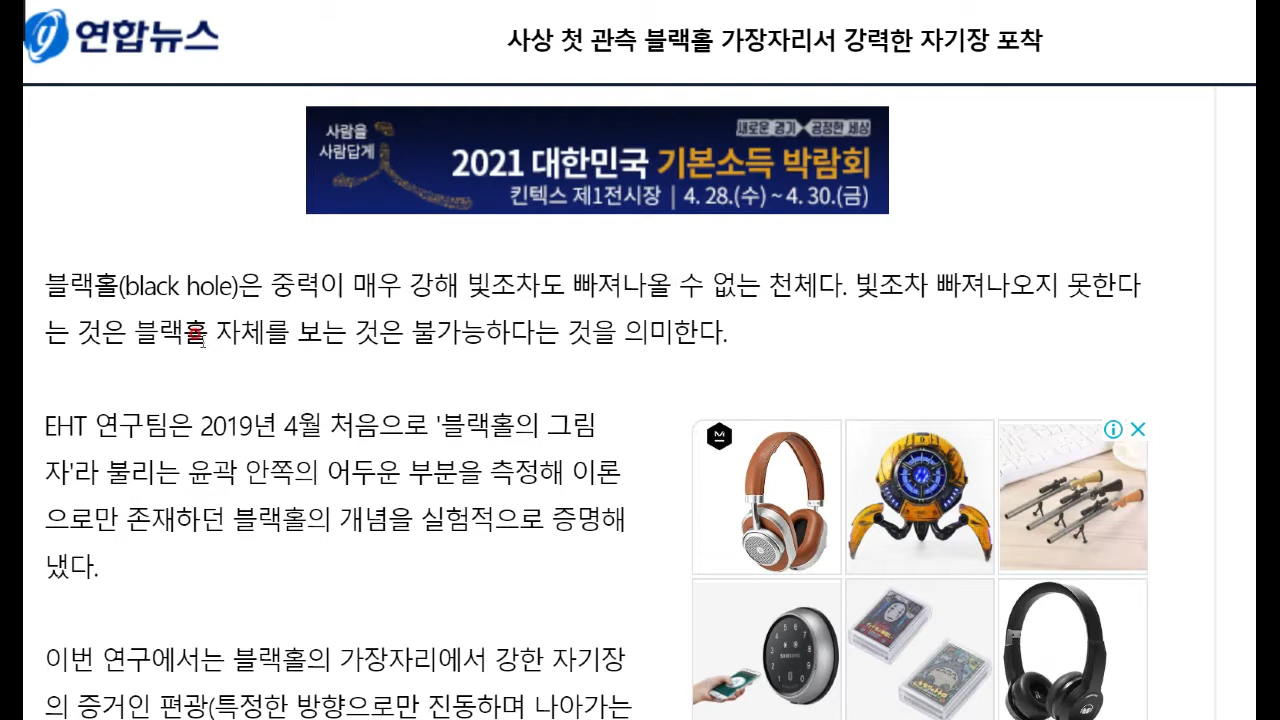 연합뉴스
사상 첫 관측 블랙홀 가장자리서 강력한 자기장 포착
사람을
사람답게
새로운 경기 공정한 세상
2021 대한민국 기본소득 박람회
킨텍스 제1전시장 | 4. 28.(수) ~ 4. 30.(금)
블랙홀(black hole)은 중력이 매우 강해 빛조차도 빠져나올 수 없는 천체다. 빛조차 빠져나오지 못한다
는 것은 블랙홀 자체를 보는 것은 불가능하다는 것을 의미한다.
EHT 연구팀은 2019년 4월 처음으로 '블랙홀의 그림
자'라 불리는 윤곽 안쪽의 어두운 부분을 측정해 이론
으로만 존재하던 블랙홀의 개념을 실험적으로 증명해
냈다.
이번 연구에서는 블랙홀의 가장자리에서 강한 자기장
의 증거인 편광(특정한 방향으로만 진동하며 나아가는